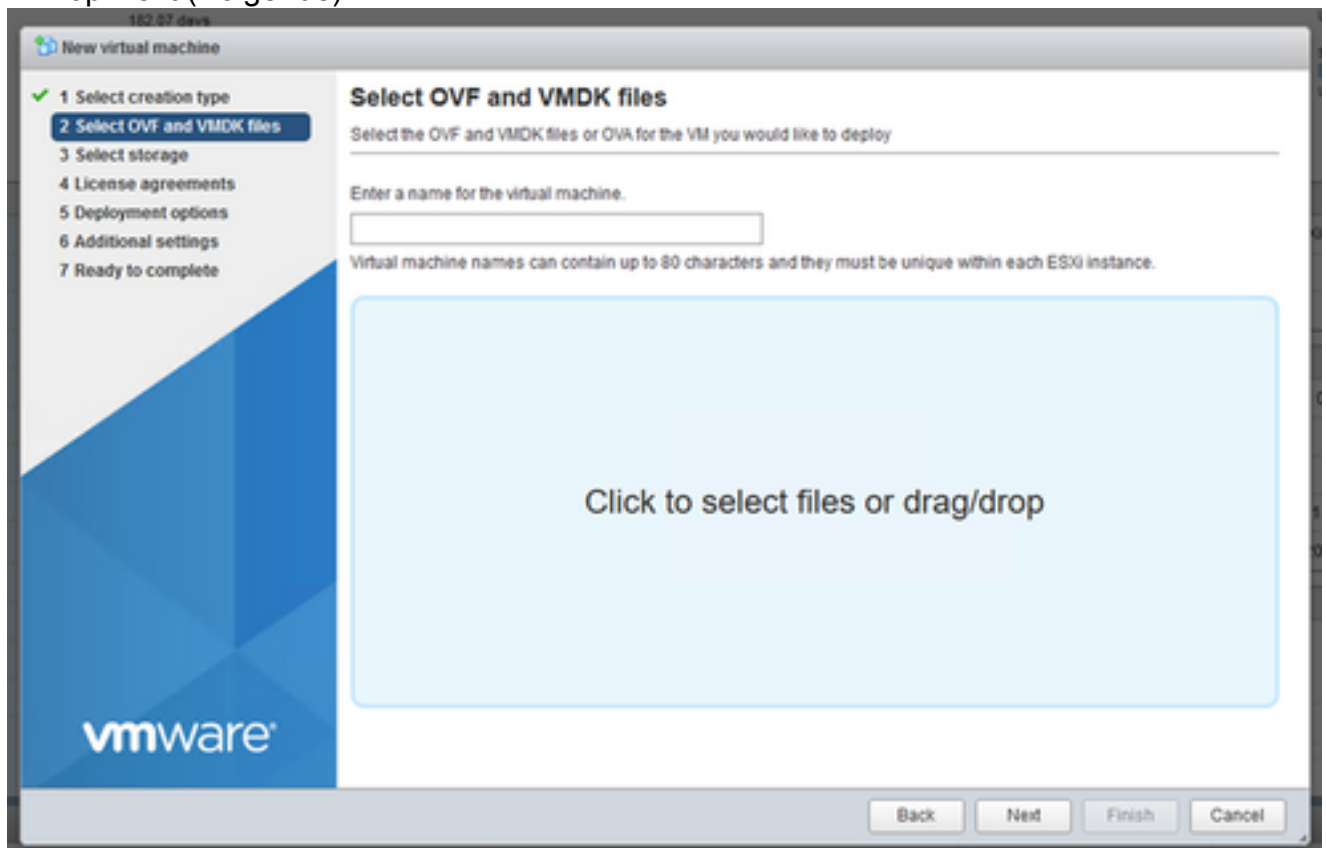 182.07 days
New virtual machine
1 Select creation type
2 Select OVF and VMDK files
3 Select storage
4 License agreements
5 Deployment options
6 Additional settings
7 Ready to complete
Select OVF and VMDK files
Select the OVF and VMDK files or OVA for the VM you would like to deploy
Enter a name for the virtual machine.
Virtual machine names can contain up to 80 characters and they must be unique within each ESXi instance.
Click to select files or drag/drop
vmware
Back Next Finish Cancel